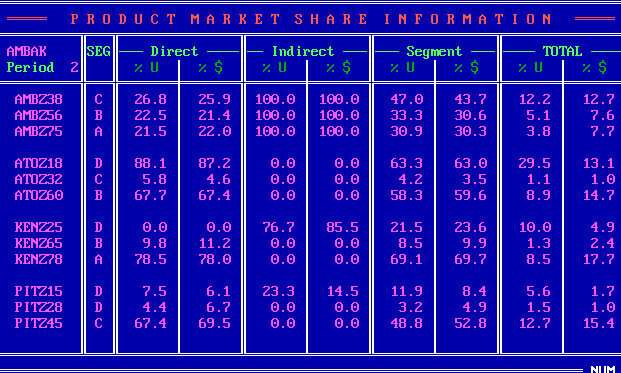 PRODUCT MARKET SHARE INFORMATION
AMBAK SEG Direct Indirect Segment TOTAL
Period 2 % U % $ % U % $ % U % $ % U % $
AMBZ38 C 26.8 25.9 100.0 100.0 47.0 43.7 12.2 12.7
AMBZ56 B 22.5 21.4 100.0 100.0 33.3 30.6 5.1 7.6
AMBZ75 A 21.5 22.0 100.0 100.0 30.9 30.3 3.8 7.7
ATOZ18 D 88.1 87.2 0.0 0.0 63.3 63.0 29.5 13.1
ATOZ32 C 5.8 4.6 0.0 0.0 4.2 3.5 1.1 1.0
ATOZ60 B 67.7 67.4 0.0 0.0 58.3 59.6 8.9 14.7
KENZ25 D 0.0 0.0 76.7 85.5 21.5 23.6 10.0 4.9
KENZ65 B 9.8 11.2 0.0 0.0 8.5 9.9 1.3 2.4
KENZ78 A 78.5 78.0 0.0 0.0 69.1 69.7 8.5 17.7
PITZ15 D 7.5 6.1 23.3 14.5 11.9 8.4 5.6 1.7
PITZ28 D 4.4 6.7 0.0 0.0 3.2 4.9 1.5 1.0
PITZ45 C 67.4 69.5 0.0 0.0 48.8 52.8 12.7 15.4
NUM